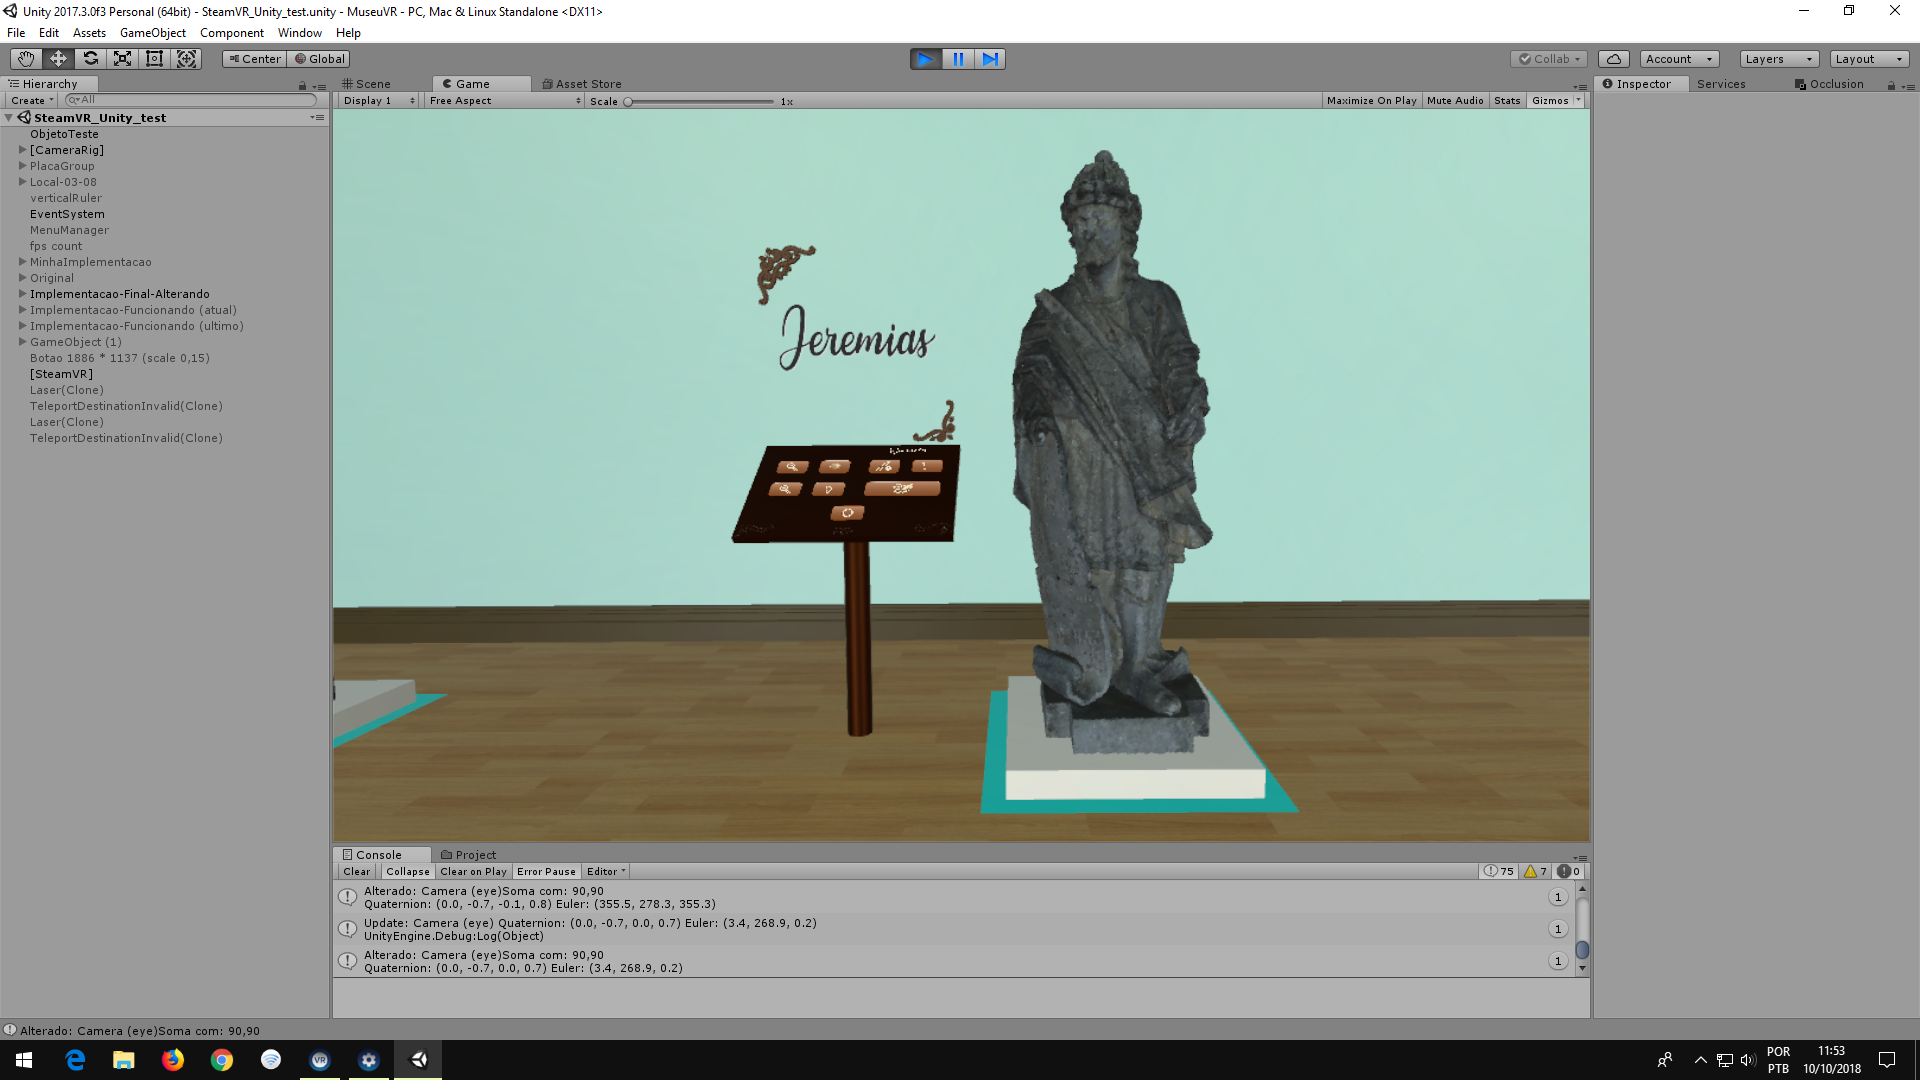 Unity 2017.3.0f3 Personal (64bit) - SteamVR_Unity_test.unity - MuseuVR - PC, Mac & Linux Standalone <DX11>
File Edit Assets GameObject Component Window Help
Center Global Collab Account Layers Layout
Hierarchy Scene Game Asset Store Inspector Services Occlusion
Create All Display 1 Free Aspect Scale 1x Maximize On Play Mute Audio Stats Gizmos
SteamVR_Unity_test
ObjetoTeste
[CameraRig]
PlacaGroup
Local-03-08
verticalRuler
EventSystem
MenuManager
fps count
MinhaImplementacao
Original
Implementacao-Final-Alterando
Implementacao-Funcionando (atual)
Implementacao-Funcionando (ultimo)
GameObject (1)
Botao 1886 * 1137 (scale 0,15)
[SteamVR]
Laser(Clone)
TeleportDestinationInvalid(Clone)
Laser(Clone)
TeleportDestinationInvalid(Clone)
Jeremias
Console Project
Clear Collapse Clear on Play Error Pause Editor 75 7 0
Alterado: Camera (eye)Soma com: 90,90
Quaternion: (0.0, -0.7, -0.1, 0.8) Euler: (355.5, 278.3, 355.3)
1
Update: Camera (eye) Quaternion: (0.0, -0.7, 0.0, 0.7) Euler: (3.4, 268.9, 0.2)
UnityEngine.Debug:Log(Object)
1
Alterado: Camera (eye)Soma com: 90,90
Quaternion: (0.0, -0.7, 0.0, 0.7) Euler: (3.4, 268.9, 0.2)
1
Alterado: Camera (eye)Soma com: 90,90
POR
PTB
11:53
10/10/2018